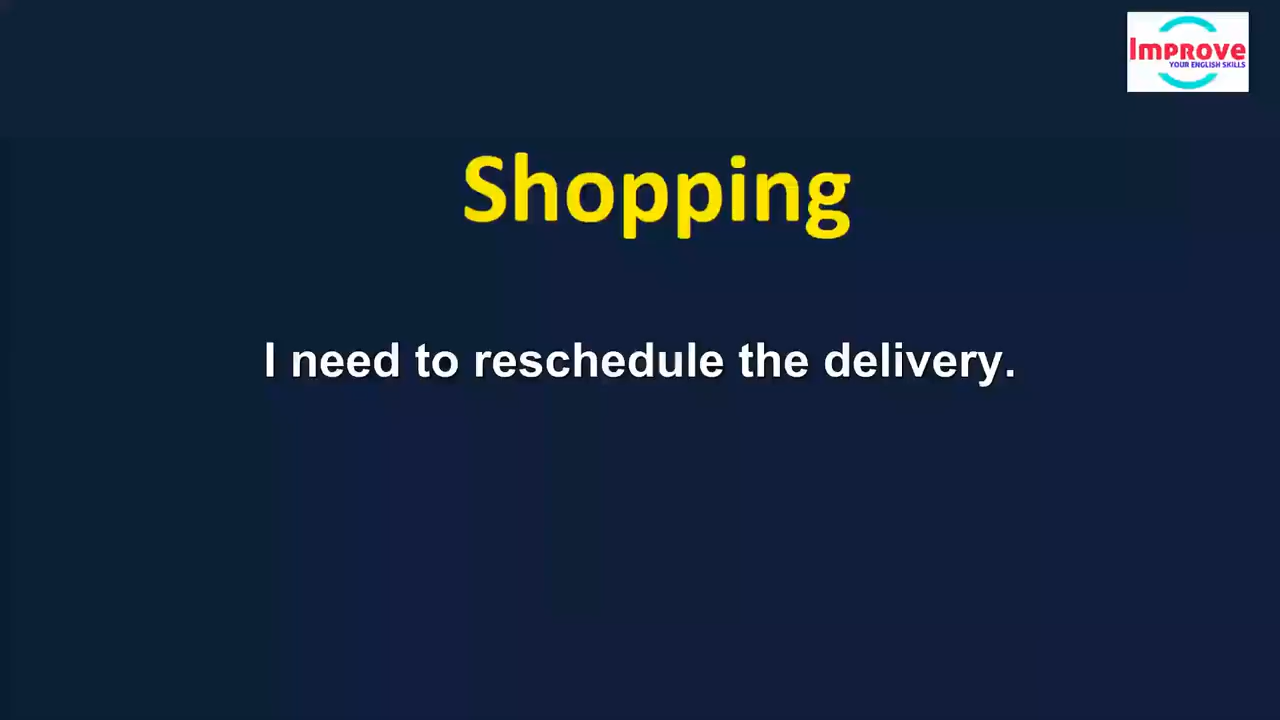 Improve
YOUR ENGLISH SKILLS
Shopping
I need to reschedule the delivery.